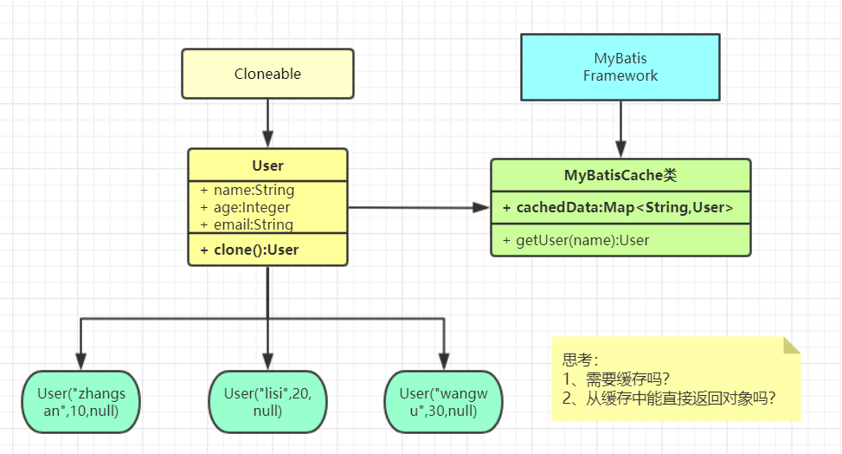 Cloneable
MyBatis
Framework
User
+ name:String
+ age:Integer
+ email:String
+ clone():User
MyBatisCache类
+ cachedData:Map<String,User>
+ getUser(name):User
User("zhangs
an",10,null)
User("lisi",20,
null)
User("wangw
u",30,null)
思考：
1、需要缓存吗？
2、从缓存中能直接返回对象吗？